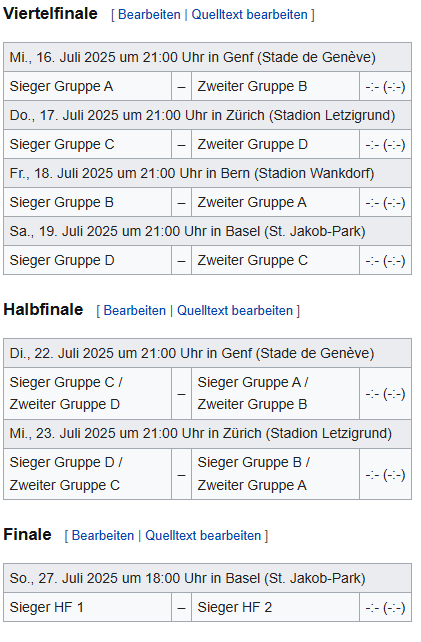 Viertelfinale [ Bearbeiten | Quelltext bearbeiten ]
Mi., 16. Juli 2025 um 21:00 Uhr in Genf (Stade de Genève)
Sieger Gruppe A – Zweiter Gruppe B -:- (-:-)
Do., 17. Juli 2025 um 21:00 Uhr in Zürich (Stadion Letzigrund)
Sieger Gruppe C – Zweiter Gruppe D -:- (-:-)
Fr., 18. Juli 2025 um 21:00 Uhr in Bern (Stadion Wankdorf)
Sieger Gruppe B – Zweiter Gruppe A -:- (-:-)
Sa., 19. Juli 2025 um 21:00 Uhr in Basel (St. Jakob-Park)
Sieger Gruppe D – Zweiter Gruppe C -:- (-:-)
Halbfinale [ Bearbeiten | Quelltext bearbeiten ]
Di., 22. Juli 2025 um 21:00 Uhr in Genf (Stade de Genève)
Sieger Gruppe C / – Sieger Gruppe A / -:- (-:-)
Zweiter Gruppe D Zweiter Gruppe B
Mi., 23. Juli 2025 um 21:00 Uhr in Zürich (Stadion Letzigrund)
Sieger Gruppe D / – Sieger Gruppe B / -:- (-:-)
Zweiter Gruppe C Zweiter Gruppe A
Finale [ Bearbeiten | Quelltext bearbeiten ]
So., 27. Juli 2025 um 18:00 Uhr in Basel (St. Jakob-Park)
Sieger HF 1 – Sieger HF 2 -:- (-:-)